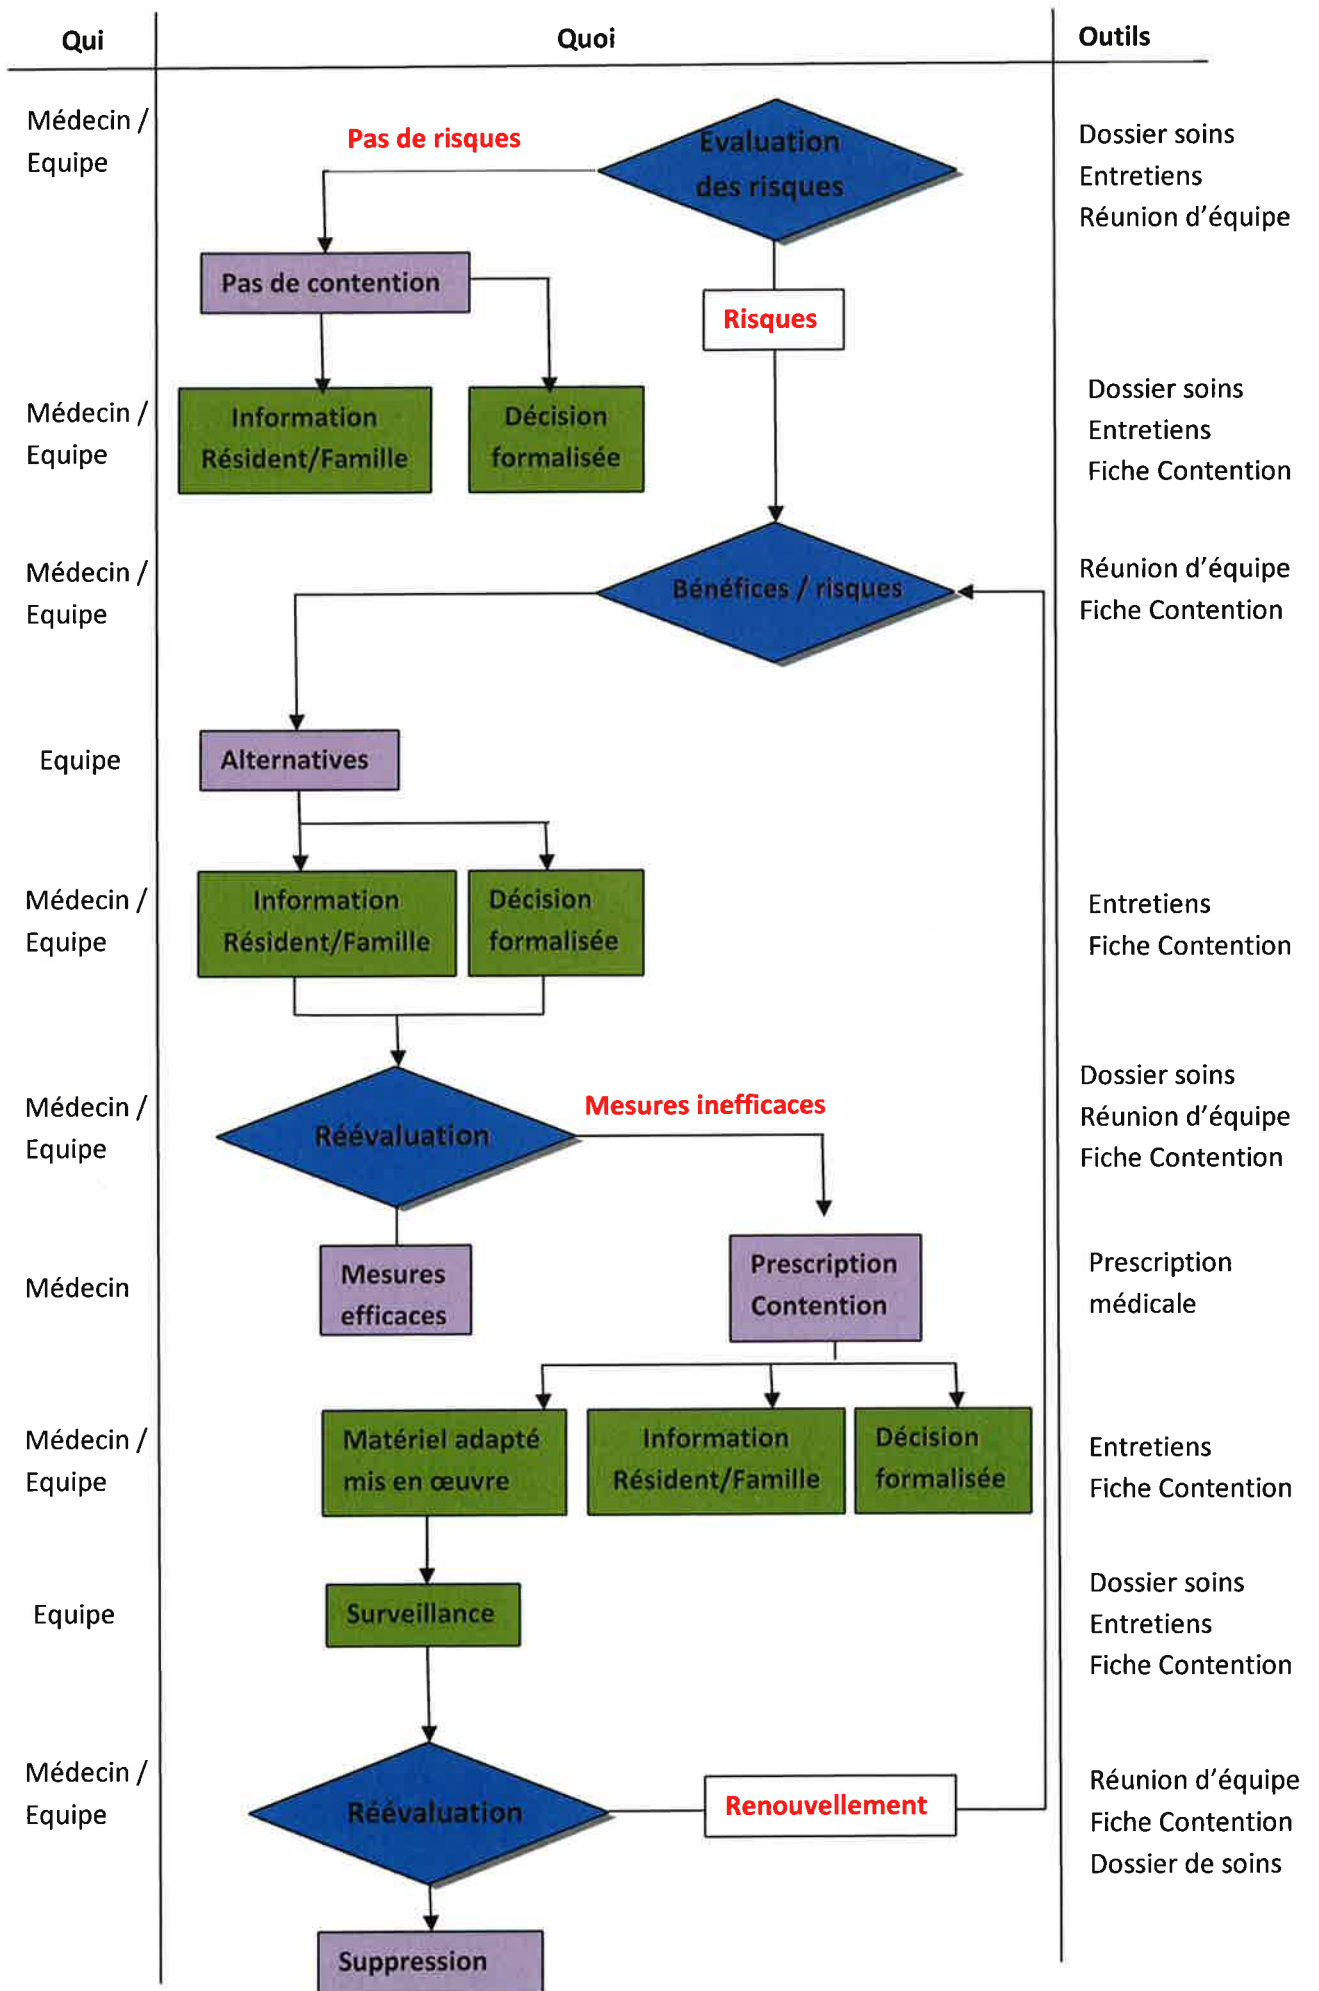 Qui
Quoi
Outils
Médecin /
Equipe
Pas de risques
Evaluation
des risques
Dossier soins
Entretiens
Réunion d'équipe
Pas de contention
Risques
Médecin /
Equipe
Information
Résident/Famille
Décision
formalisée
Dossier soins
Entretiens
Fiche Contention
Médecin /
Equipe
Bénéfices / risques
Réunion d'équipe
Fiche Contention
Equipe
Alternatives
Médecin /
Equipe
Information
Résident/Famille
Décision
formalisée
Entretiens
Fiche Contention
Médecin /
Equipe
Réévaluation
Mesures inefficaces
Dossier soins
Réunion d'équipe
Fiche Contention
Médecin
Mesures
efficaces
Prescription
Contention
Prescription
médicale
Médecin /
Equipe
Matériel adapté
mis en œuvre
Information
Résident/Famille
Décision
formalisée
Entretiens
Fiche Contention
Equipe
Surveillance
Dossier soins
Entretiens
Fiche Contention
Médecin /
Equipe
Réévaluation
Renouvellement
Réunion d'équipe
Fiche Contention
Dossier de soins
Suppression